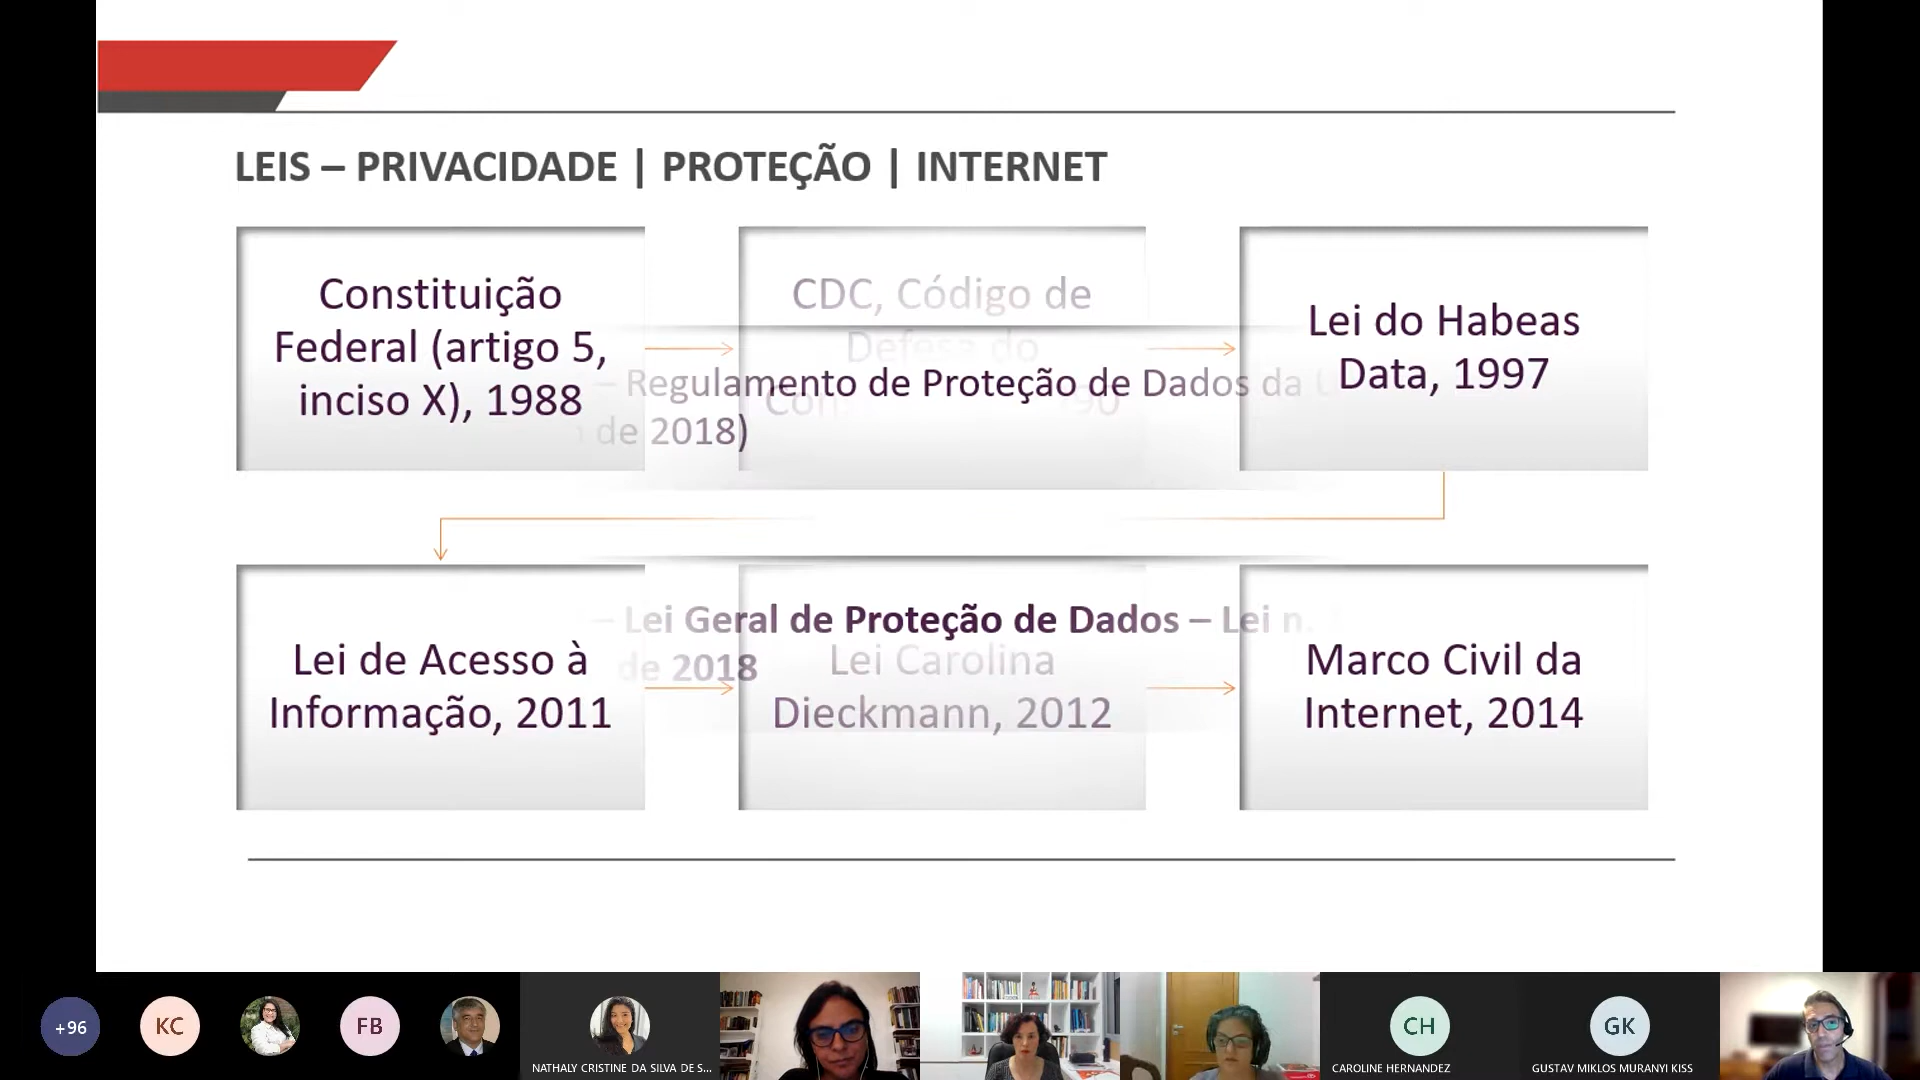 LEIS – PRIVACIDADE | PROTEÇÃO | INTERNET
Constituição
Federal (artigo 5,
inciso X), 1988
CDC, Código de
Defesa do
Lei do Habeas
Data, 1997
– Regulamento de Proteção de Dados da
de 2018)
– Lei Geral de Proteção de Dados – Lei n.
de 2018
Lei de Acesso à
Informação, 2011
Lei Carolina
Dieckmann, 2012
Marco Civil da
Internet, 2014
+96
KC
FB
NATHALY CRISTINE DA SILVA DE S...
CH
CAROLINE HERNANDEZ
GK
GUSTAV MIKLOS MURANYI KISS